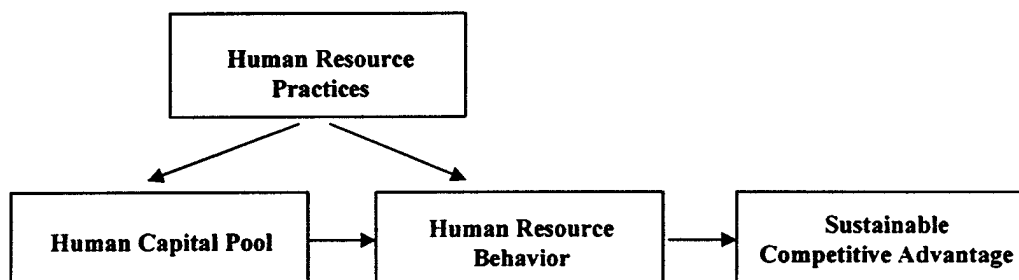 Human Resource
Practices
Human Capital Pool
Human Resource
Behavior
Sustainable
Competitive Advantage